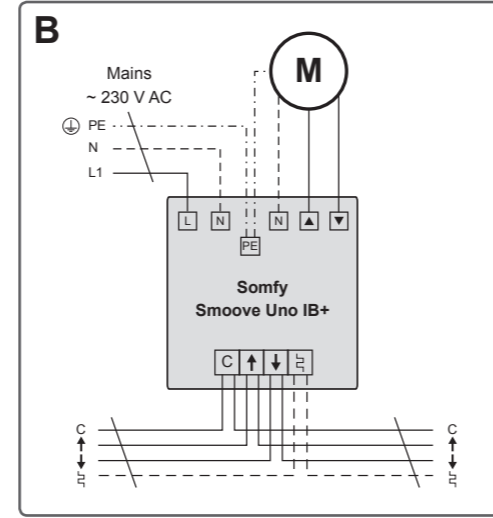 B
M
Mains
~ 230 V AC
PE
N
L1
L N N ▲ ▼
PE
Somfy
Smoove Uno IB+
C ↑ ↓
C C